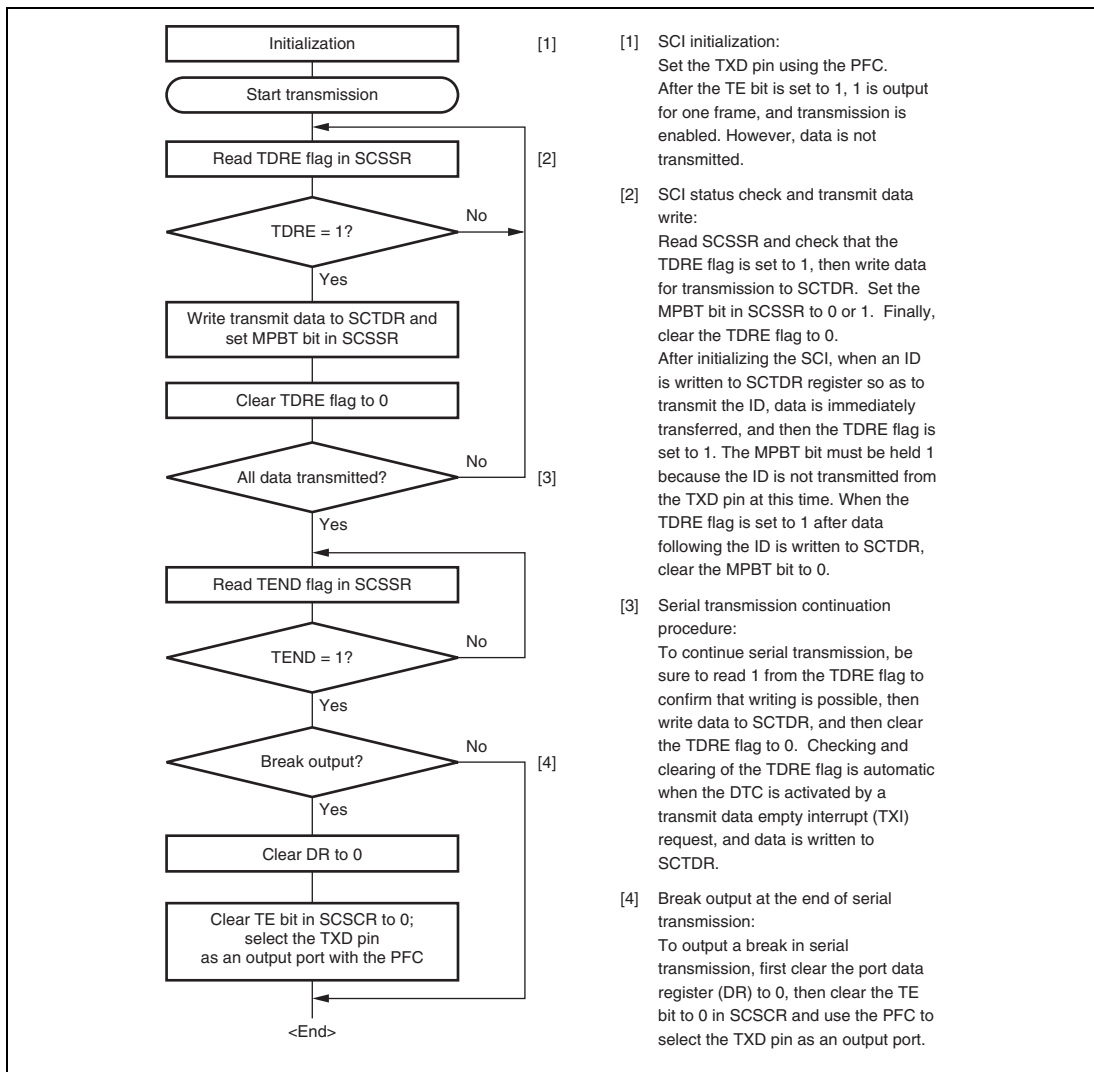 Initialization
[1]
Start transmission
Read TDRE flag in SCSSR
[2]
TDRE = 1?
No
Yes
Write transmit data to SCTDR and
set MPBT bit in SCSSR
Clear TDRE flag to 0
All data transmitted?
No
[3]
Yes
Read TEND flag in SCSSR
TEND = 1?
No
Yes
Break output?
No
[4]
Yes
Clear DR to 0
Clear TE bit in SCSCR to 0;
select the TXD pin
as an output port with the PFC
<End>
[1] SCI initialization:
Set the TXD pin using the PFC.
After the TE bit is set to 1, 1 is output
for one frame, and transmission is
enabled. However, data is not
transmitted.
[2] SCI status check and transmit data
write:
Read SCSSR and check that the
TDRE flag is set to 1, then write data
for transmission to SCTDR. Set the
MPBT bit in SCSSR to 0 or 1. Finally,
clear the TDRE flag to 0.
After initializing the SCI, when an ID
is written to SCTDR register so as to
transmit the ID, data is immediately
transferred, and then the TDRE flag is
set to 1. The MPBT bit must be held 1
because the ID is not transmitted from
the TXD pin at this time. When the
TDRE flag is set to 1 after data
following the ID is written to SCTDR,
clear the MPBT bit to 0.
[3] Serial transmission continuation
procedure:
To continue serial transmission, be
sure to read 1 from the TDRE flag to
confirm that writing is possible, then
write data to SCTDR, and then clear
the TDRE flag to 0. Checking and
clearing of the TDRE flag is automatic
when the DTC is activated by a
transmit data empty interrupt (TXI)
request, and data is written to
SCTDR.
[4] Break output at the end of serial
transmission:
To output a break in serial
transmission, first clear the port data
register (DR) to 0, then clear the TE
bit to 0 in SCSCR and use the PFC to
select the TXD pin as an output port.